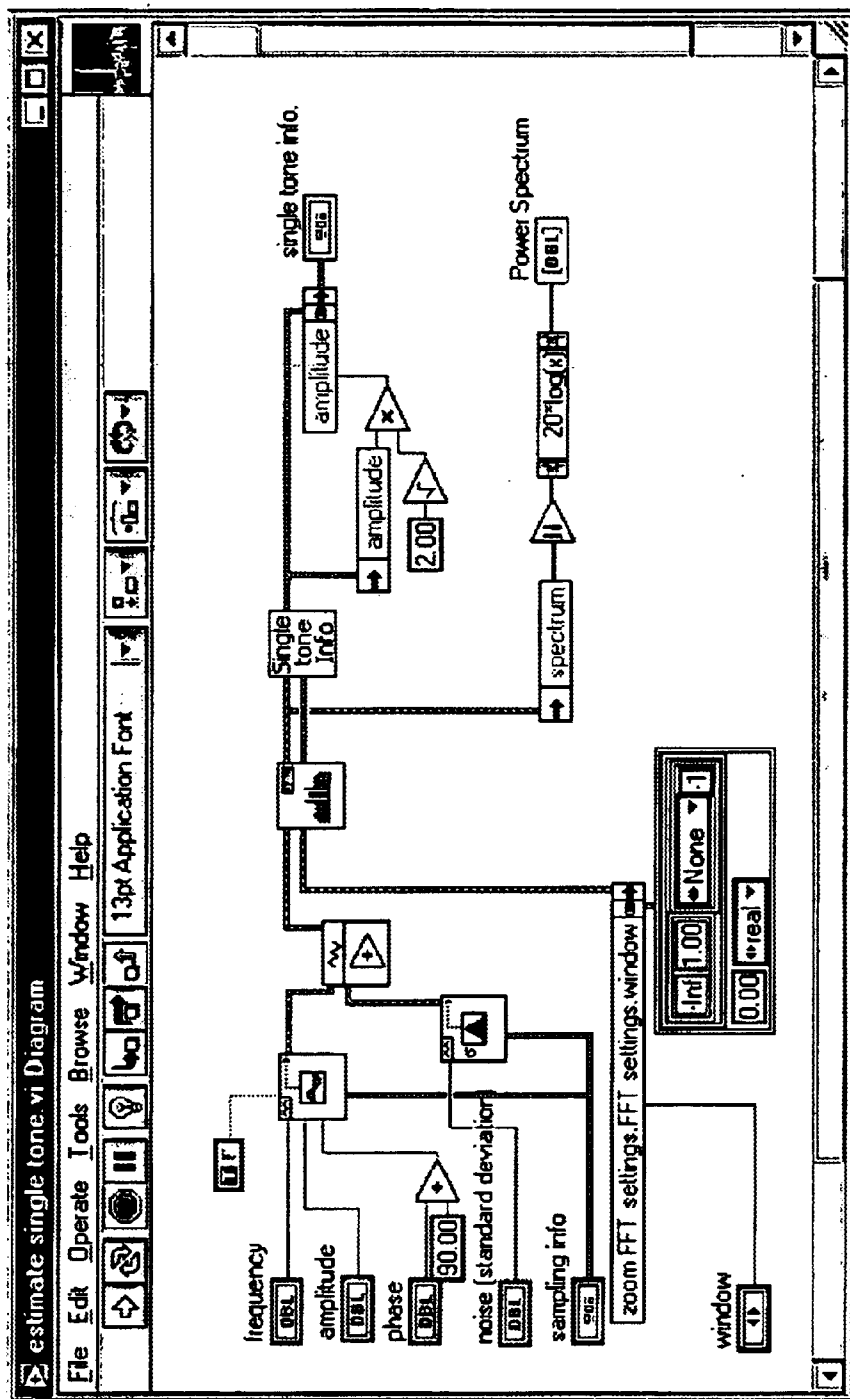 estimate single tone.vi Diagram
File Edit Operate Tools Browse Window Help
13pt Application Font
frequency
DBL
amplitude
DBL
phase
DBL
90.00
+
noise (standard deviation)
DBL
sampling info
window
σ
+
zoom FFT settings.FFT settings.window
-Inf 1.00 None -1
0.00 real
Single
tone
Info
amplitude
2.00
√
x
amplitude
single tone info.
spectrum
20*log(x)
Power Spectrum
[DBL]